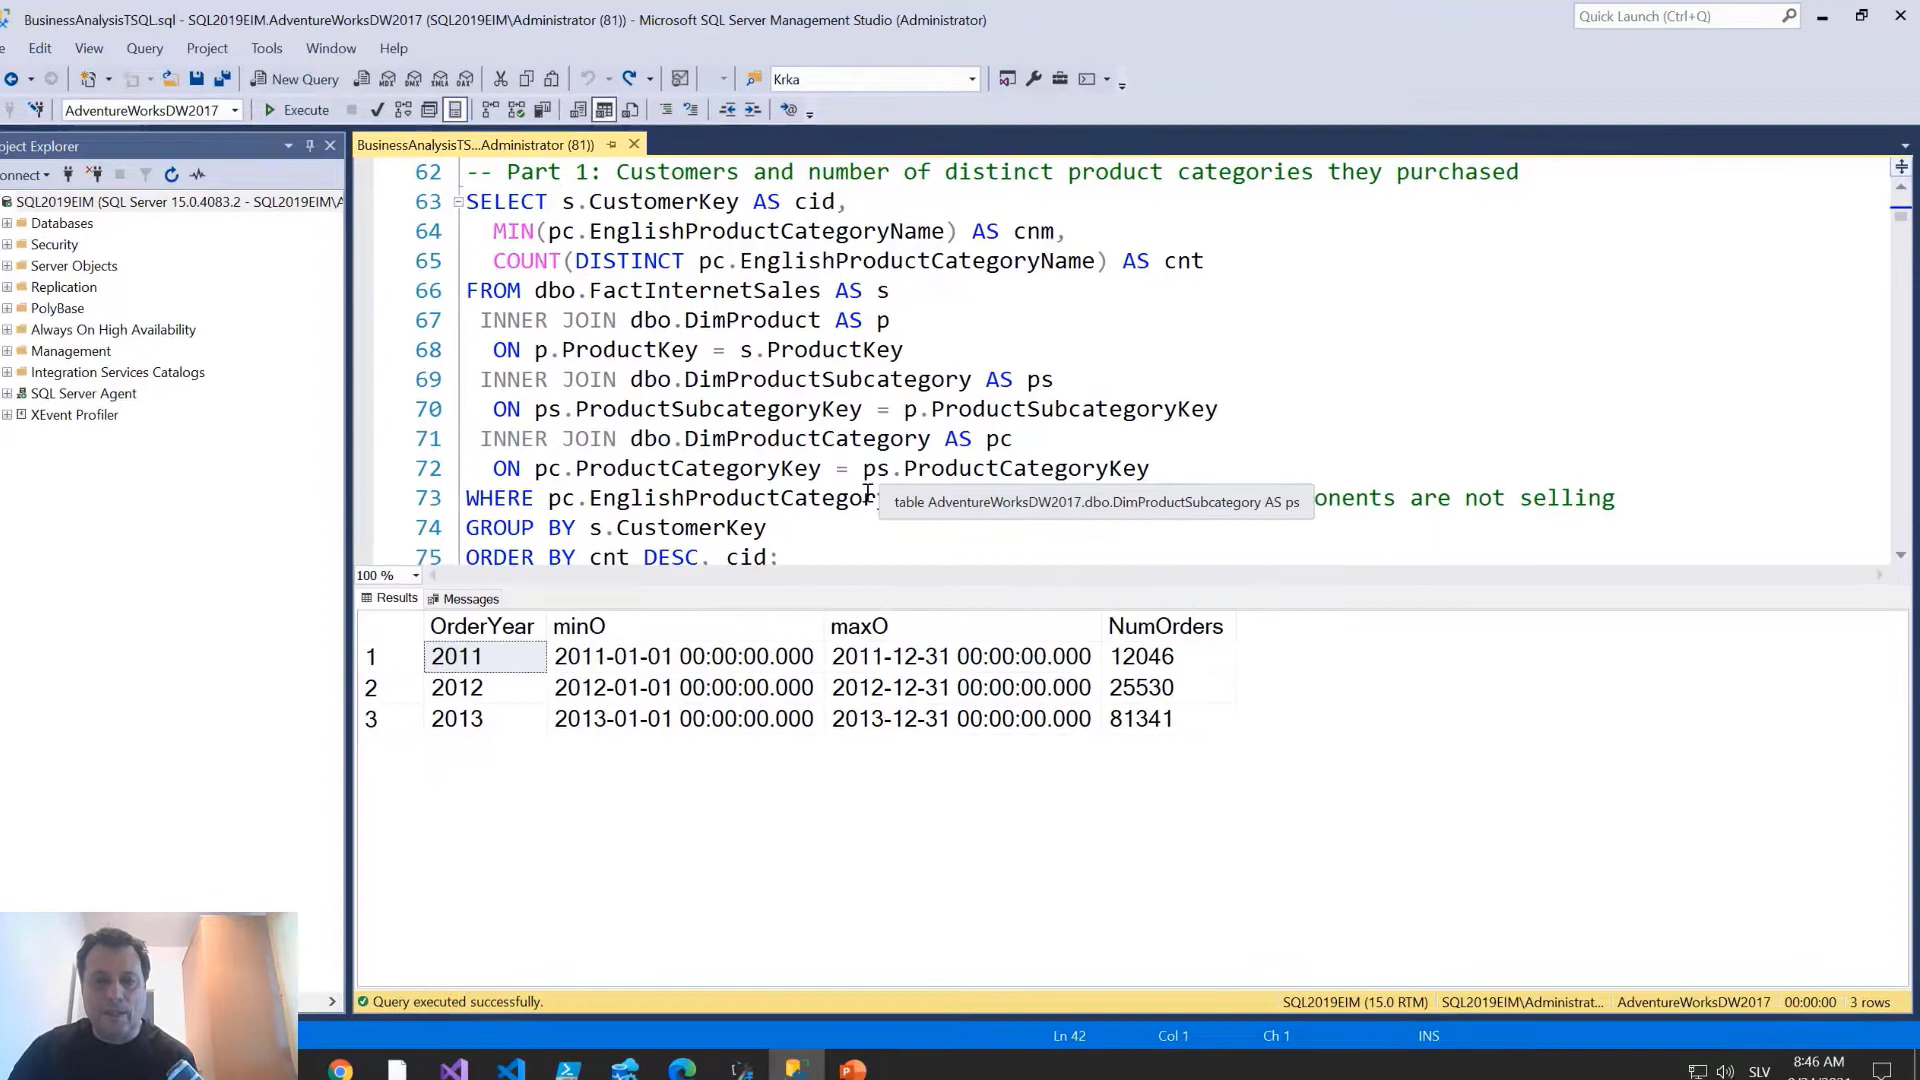 BusinessAnalysisTSQL.sql - SQL2019EIM.AdventureWorksDW2017 (SQL2019EIM\Administrator (81)) - Microsoft SQL Server Management Studio (Administrator)
Quick Launch (Ctrl+Q)
e Edit View Query Project Tools Window Help
New Query MDX DMX XMLA DAX Krka
AdventureWorksDW2017 Execute
oject Explorer
BusinessAnalysisTS...Administrator (81))
onnect
SQL2019EIM (SQL Server 15.0.4083.2 - SQL2019EIM\A
Databases
Security
Server Objects
Replication
PolyBase
Always On High Availability
Management
Integration Services Catalogs
SQL Server Agent
XEvent Profiler
62 -- Part 1: Customers and number of distinct product categories they purchased
63 SELECT s.CustomerKey AS cid,
64 MIN(pc.EnglishProductCategoryName) AS cnm,
65 COUNT(DISTINCT pc.EnglishProductCategoryName) AS cnt
66 FROM dbo.FactInternetSales AS s
67 INNER JOIN dbo.DimProduct AS p
68 ON p.ProductKey = s.ProductKey
69 INNER JOIN dbo.DimProductSubcategory AS ps
70 ON ps.ProductSubcategoryKey = p.ProductSubcategoryKey
71 INNER JOIN dbo.DimProductCategory AS pc
72 ON pc.ProductCategoryKey = ps.ProductCategoryKey
73 WHERE pc.EnglishProductCategory onents are not selling
table AdventureWorksDW2017.dbo.DimProductSubcategory AS ps
74 GROUP BY s.CustomerKey
75 ORDER BY cnt DESC, cid;
100 %
Results Messages
OrderYear minO maxO NumOrders
1 2011 2011-01-01 00:00:00.000 2011-12-31 00:00:00.000 12046
2 2012 2012-01-01 00:00:00.000 2012-12-31 00:00:00.000 25530
3 2013 2013-01-01 00:00:00.000 2013-12-31 00:00:00.000 81341
Query executed successfully.
SQL2019EIM (15.0 RTM) SQL2019EIM\Administrat... AdventureWorksDW2017 00:00:00 3 rows
Ln 42 Col 1 Ch 1 INS
SLV 8:46 AM